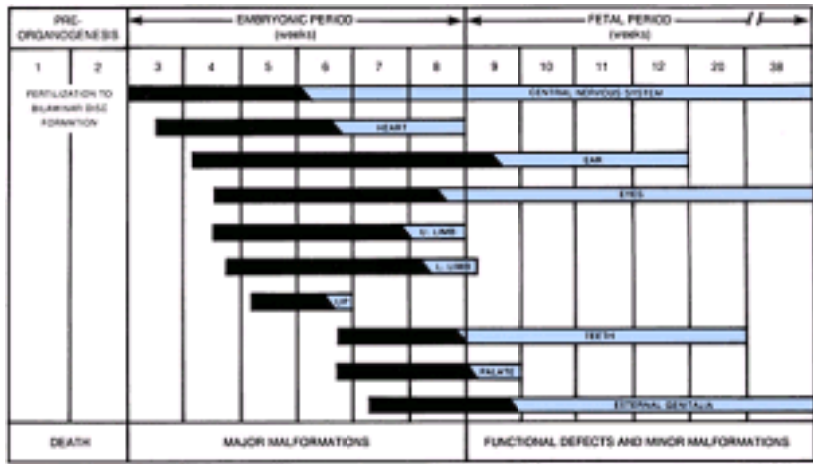 PRE-
ORGANOGENESIS
EMBRYONIC PERIOD
(weeks)
FETAL PERIOD
(weeks)
1 2 3 4 5 6 7 8 9 10 11 12 20 38
FERTILIZATION TO
BILAMINAR DISC
FORMATION
CENTRAL NERVOUS SYSTEM
HEART
EAR
EYES
U. LIMB
L. LIMB
LIP
TEETH
PALATE
EXTERNAL GENITALIA
DEATH
MAJOR MALFORMATIONS
FUNCTIONAL DEFECTS AND MINOR MALFORMATIONS